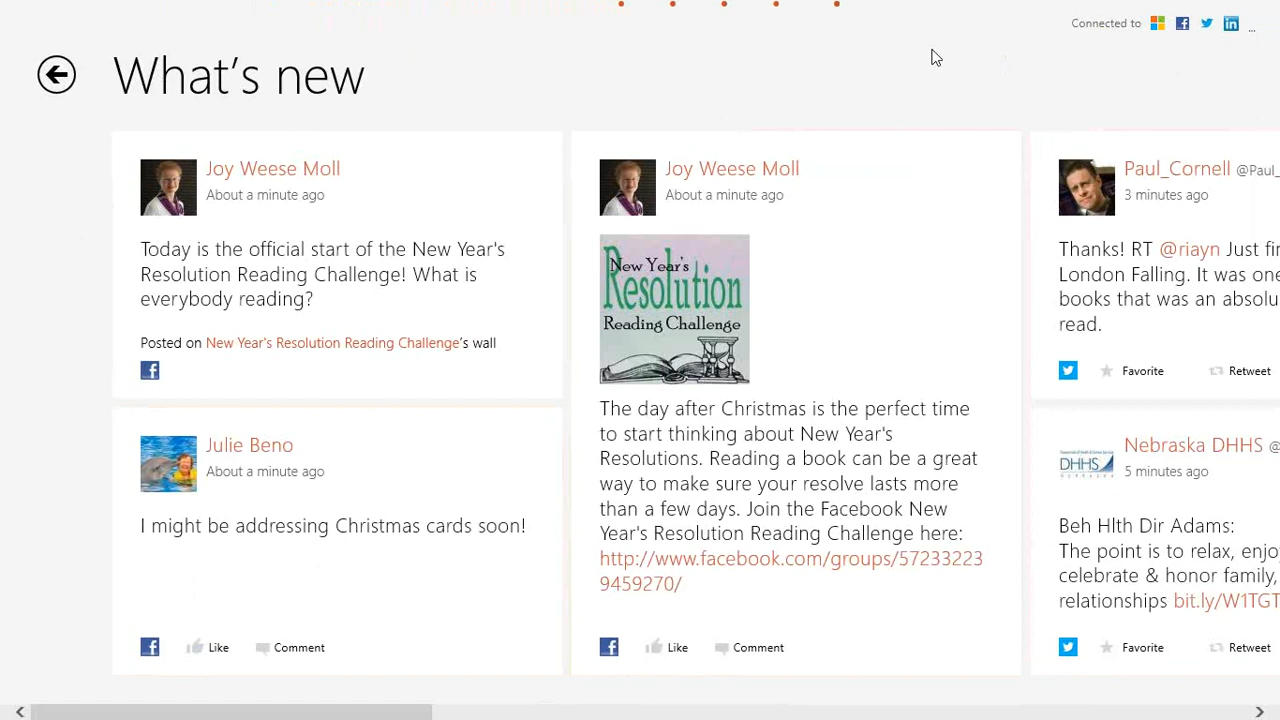 Connected to
...
What's new
Joy Weese Moll
About a minute ago
Today is the official start of the New Year's
Resolution Reading Challenge! What is
everybody reading?
Posted on New Year's Resolution Reading Challenge's wall
Julie Beno
About a minute ago
I might be addressing Christmas cards soon!
Like Comment
Joy Weese Moll
About a minute ago
New Year's
Resolution
Reading Challenge
The day after Christmas is the perfect time
to start thinking about New Year's
Resolutions. Reading a book can be a great
way to make sure your resolve lasts more
than a few days. Join the Facebook New
Year's Resolution Reading Challenge here:
http://www.facebook.com/groups/57233223
9459270/
Like Comment
Paul_Cornell @Paul_
3 minutes ago
Thanks! RT @riayn Just fi
London Falling. It was one
books that was an absolu
read.
Favorite Retweet
DHHS
Nebraska DHHS @
5 minutes ago
Beh Hlth Dir Adams:
The point is to relax, enjo
celebrate & honor family,
relationships bit.ly/W1TGT
Favorite Retweet